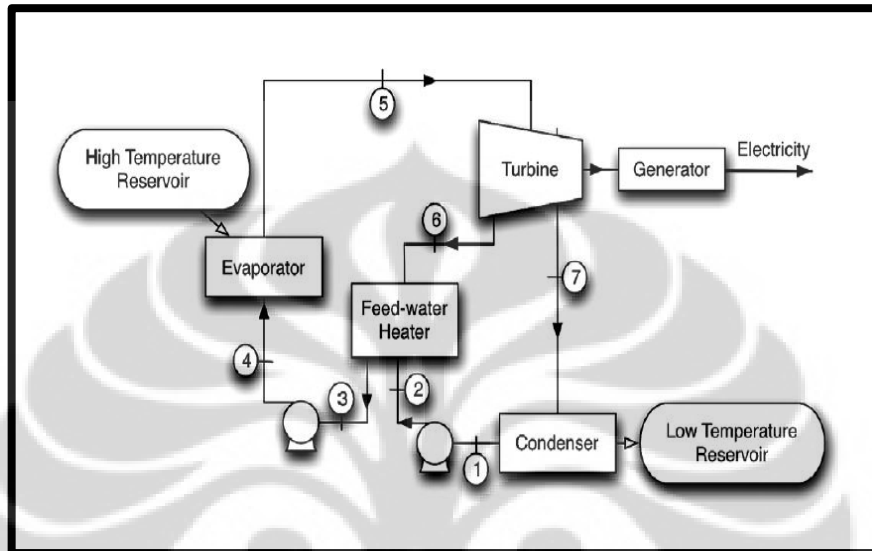 5
High Temperature
Reservoir
Turbine
Generator
Electricity
6
Evaporator
7
Feed-water
Heater
4
2
3
1
Condenser
Low Temperature
Reservoir